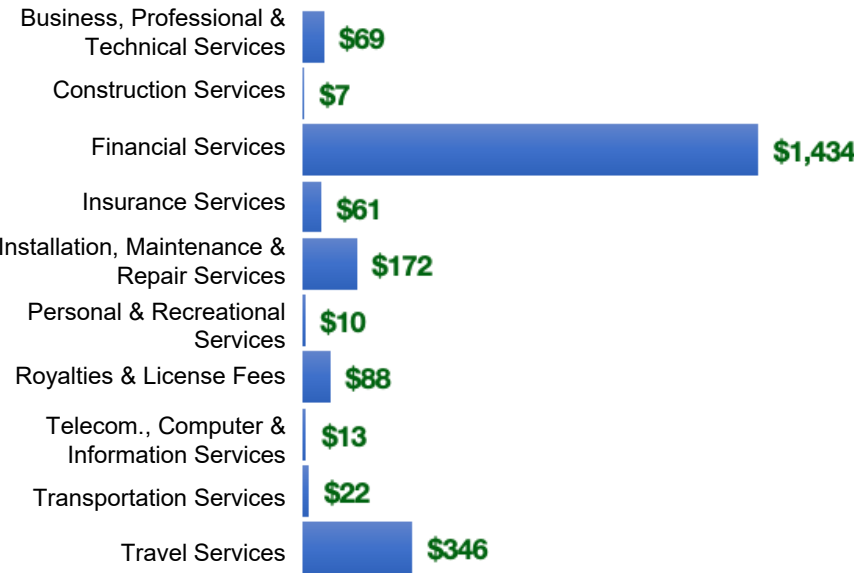 Business, Professional &
Technical Services
$69
Construction Services
$7
Financial Services
$1,434
Insurance Services
$61
Installation, Maintenance &
Repair Services
$172
Personal & Recreational
Services
$10
Royalties & License Fees
$88
Telecom., Computer &
Information Services
$13
Transportation Services
$22
Travel Services
$346